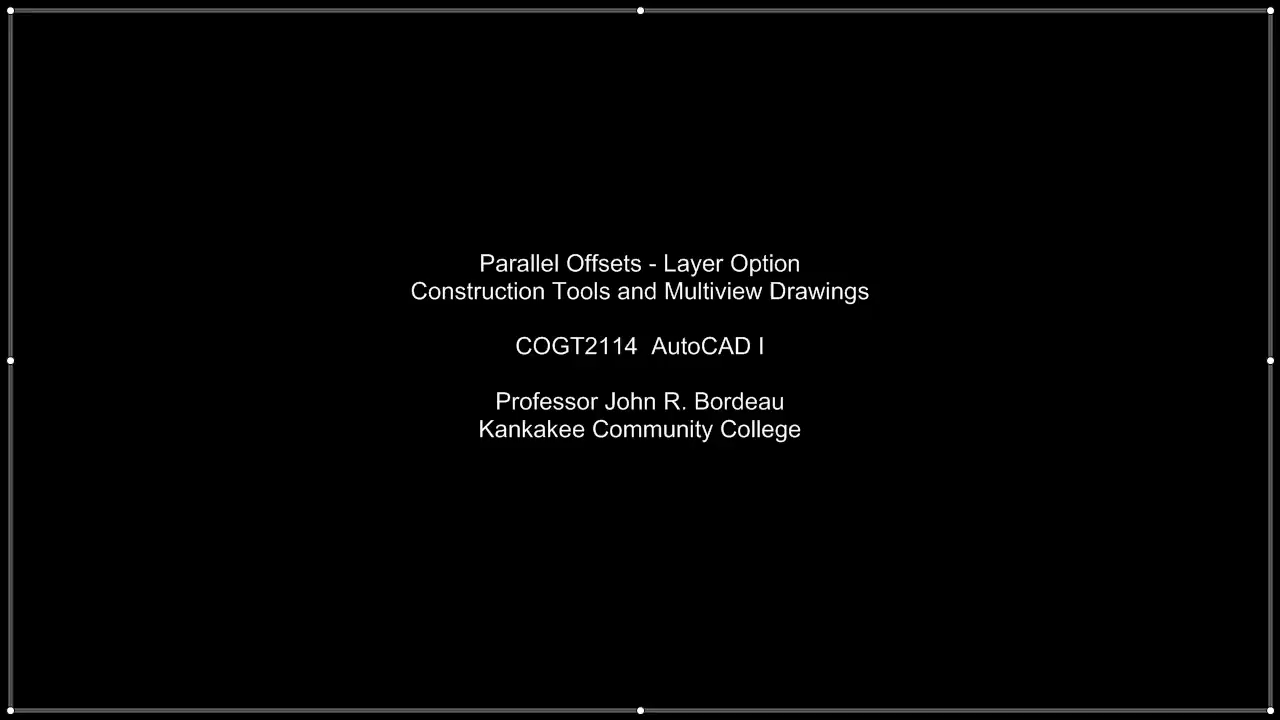 Parallel Offsets - Layer Option
Construction Tools and Multiview Drawings
COGT2114  AutoCAD I
Professor John R. Bordeau
Kankakee Community College